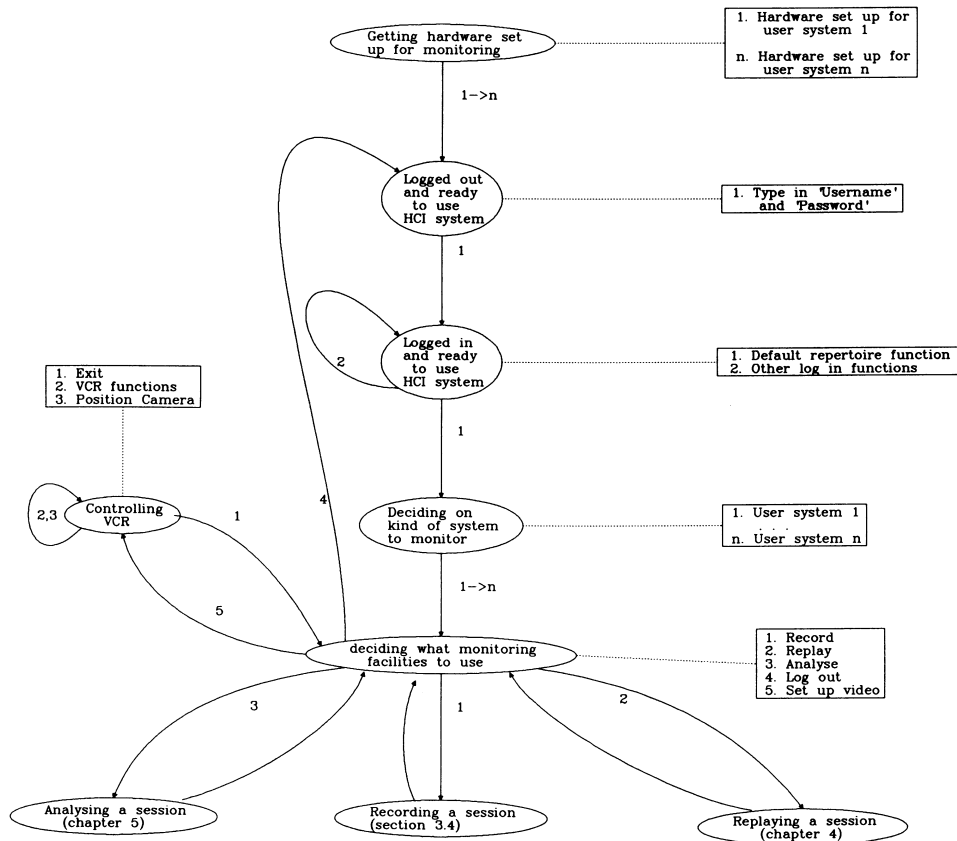 Getting hardware set
up for monitoring
1. Hardware set up for
user system 1
n. Hardware set up for
user system n
1->n
Logged out
and ready
to use
HCI system
1. Type in 'Username'
and 'Password'
1
Logged in
and ready
to use
HCI system
2
1. Default repertoire function
2. Other log in functions
1. Exit
2. VCR functions
3. Position Camera
1
Controlling
VCR
2,3
1
4
Deciding on
kind of system
to monitor
1. User system 1
. . .
n. User system n
1->n
5
deciding what monitoring
facilities to use
1. Record
2. Replay
3. Analyse
4. Log out
5. Set up video
3
1
2
Analysing a session
(chapter 5)
Recording a session
(section 3.4)
Replaying a session
(chapter 4)